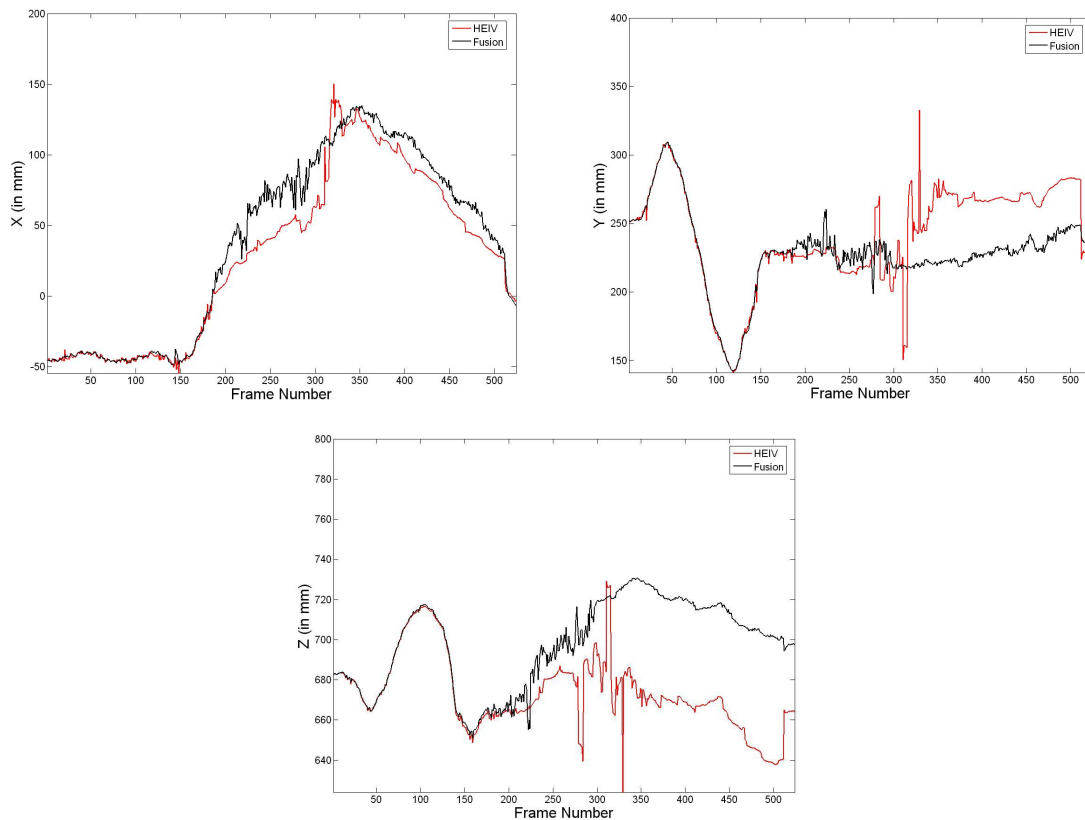 200
150
100
50
0
-50
X (in mm)
50 100 150 200 250 300 350 400 450 500
Frame Number
HEIV
Fusion
400
350
300
250
200
150
Y (in mm)
50 100 150 200 250 300 350 400 450 500
Frame Number
HEIV
Fusion
800
780
760
740
720
700
680
660
640
Z (in mm)
50 100 150 200 250 300 350 400 450 500
Frame Number
HEIV
Fusion